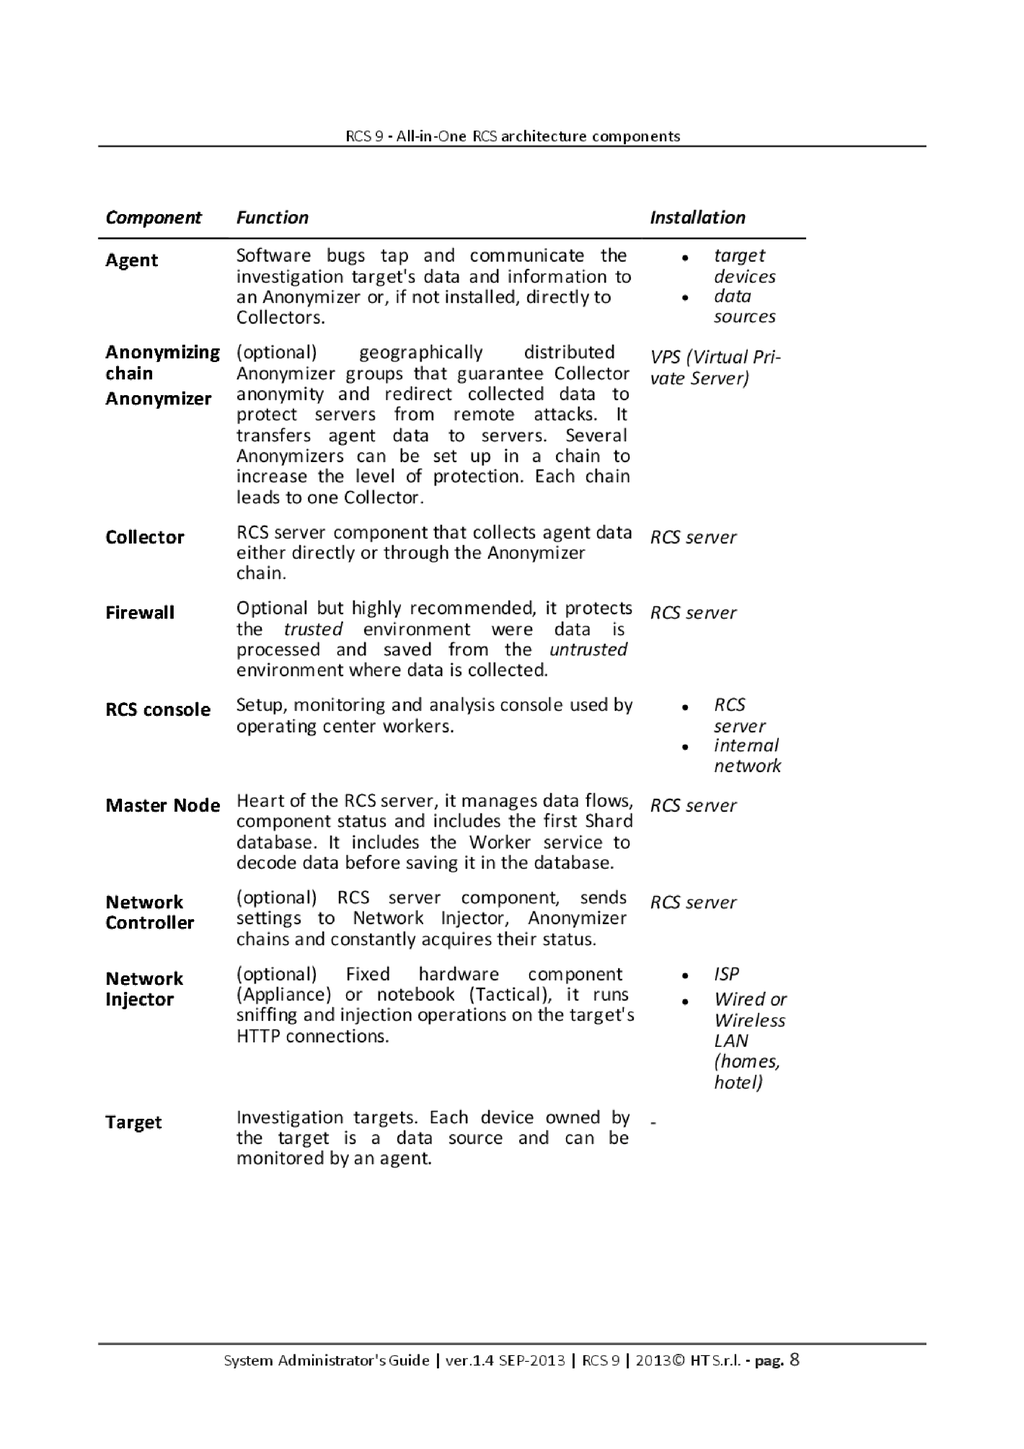 RCS 9 - All-in-One RCS architecture components
Component Function Installation
Agent
Software bugs tap and communicate the
investigation target's data and information to
an Anonymizer or, if not installed, directly to
Collectors.
• target
devices
• data
sources
Anonymizing
chain
Anonymizer
(optional) geographically distributed
Anonymizer groups that guarantee Collector
anonymity and redirect collected data to
protect servers from remote attacks. It
transfers agent data to servers. Several
Anonymizers can be set up in a chain to
increase the level of protection. Each chain
leads to one Collector.
VPS (Virtual Pri-
vate Server)
Collector
RCS server component that collects agent data
either directly or through the Anonymizer
chain.
RCS server
Firewall
Optional but highly recommended, it protects
the trusted environment were data is
processed and saved from the untrusted
environment where data is collected.
RCS server
RCS console
Setup, monitoring and analysis console used by
operating center workers.
• RCS
server
• internal
network
Master Node
Heart of the RCS server, it manages data flows,
component status and includes the first Shard
database. It includes the Worker service to
decode data before saving it in the database.
RCS server
Network
Controller
(optional) RCS server component, sends
settings to Network Injector, Anonymizer
chains and constantly acquires their status.
RCS server
Network
Injector
(optional) Fixed hardware component
(Appliance) or notebook (Tactical), it runs
sniffing and injection operations on the target's
HTTP connections.
• ISP
• Wired or
Wireless
LAN
(homes,
hotel)
Target
Investigation targets. Each device owned by
the target is a data source and can be
monitored by an agent.
-
System Administrator's Guide | ver.1.4 SEP-2013 | RCS 9 | 2013© HT S.r.l. - pag. 8